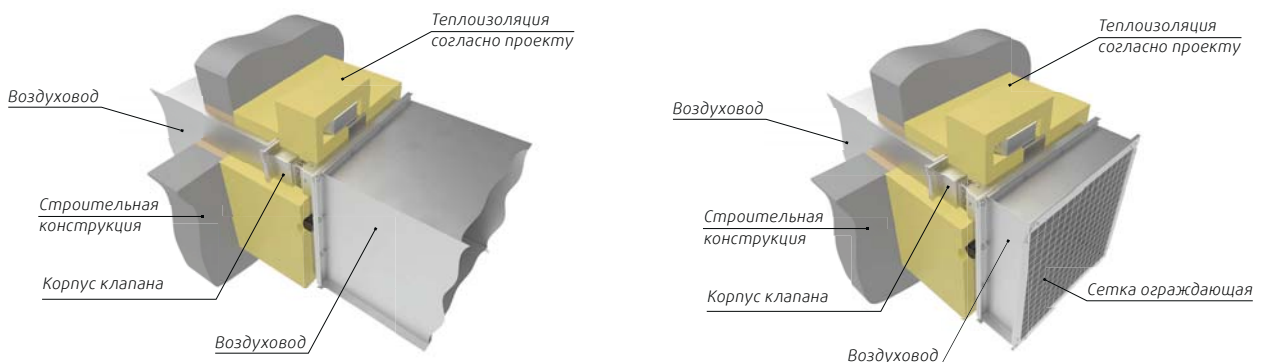 Теплоизоляция
согласно проекту
Воздуховод
Строительная
конструкция
Корпус клапана
Воздуховод
Теплоизоляция
согласно проекту
Воздуховод
Строительная
конструкция
Корпус клапана
Сетка ограждающая
Воздуховод